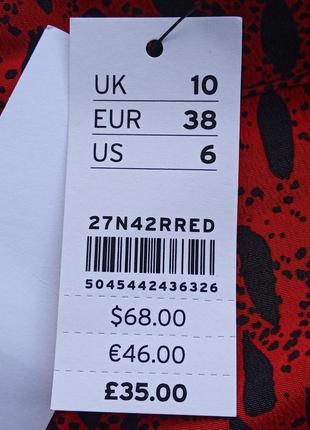 UK 10
EUR 38
US 6
27N42RRED
5045442436326
$68.00
€46.00
£35.00